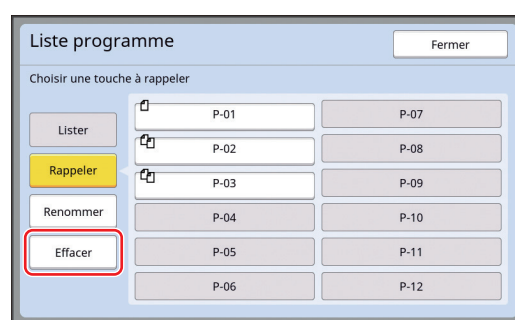 Liste programme
Fermer
Choisir une touche à rappeler
Lister
Rappeler
Renommer
Effacer
P-01
P-02
P-03
P-04
P-05
P-06
P-07
P-08
P-09
P-10
P-11
P-12